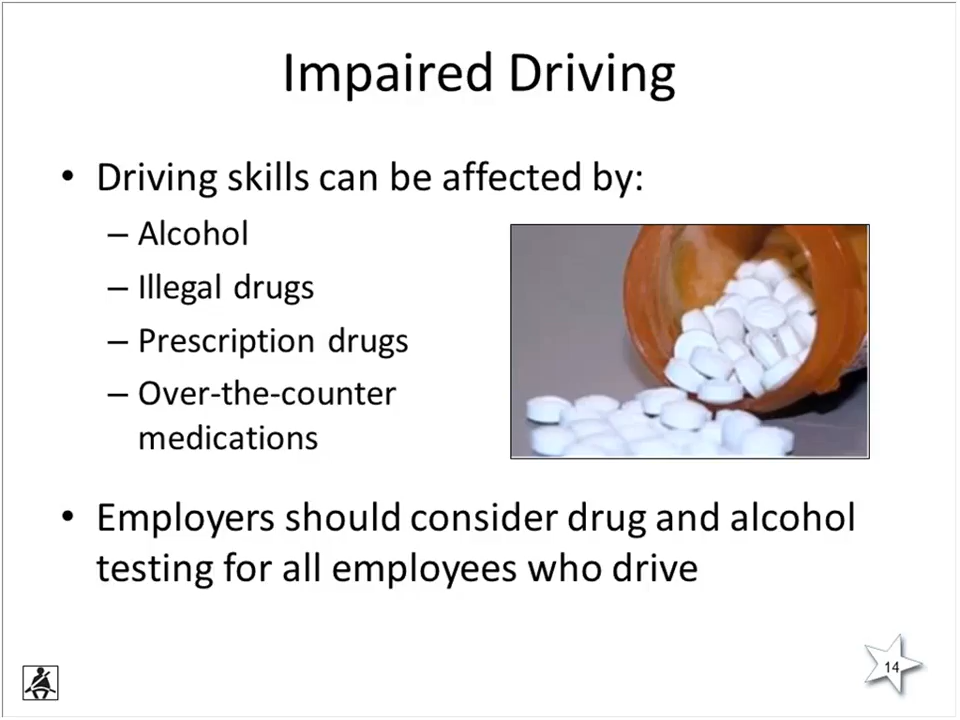 Impaired Driving
• Driving skills can be affected by:
– Alcohol
– Illegal drugs
– Prescription drugs
– Over-the-counter
medications
• Employers should consider drug and alcohol
testing for all employees who drive
14